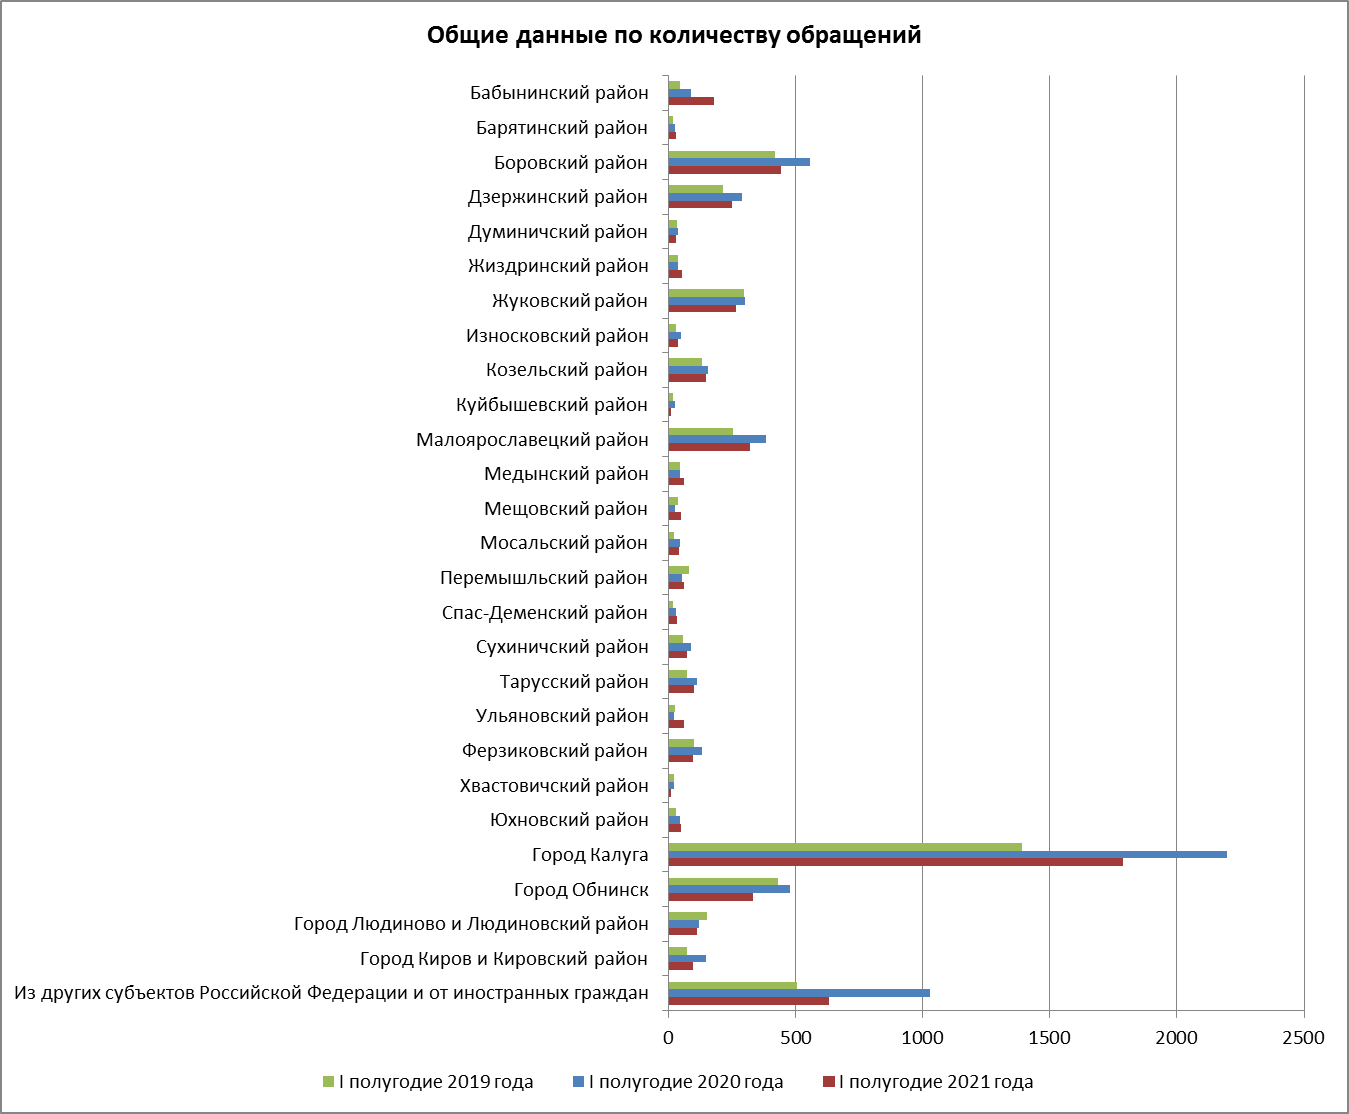 Общие данные по количеству обращений
Бабынинский район
Барятинский район
Боровский район
Дзержинский район
Думиничский район
Жиздринский район
Жуковский район
Износковский район
Козельский район
Куйбышевский район
Малоярославецкий район
Медынский район
Мещовский район
Мосальский район
Перемышльский район
Спас-Деменский район
Сухиничский район
Тарусский район
Ульяновский район
Ферзиковский район
Хвастовичский район
Юхновский район
Город Калуга
Город Обнинск
Город Людиново и Людиновский район
Город Киров и Кировский район
Из других субъектов Российской Федерации и от иностранных граждан
0 500 1000 1500 2000 2500
I полугодие 2019 года I полугодие 2020 года I полугодие 2021 года